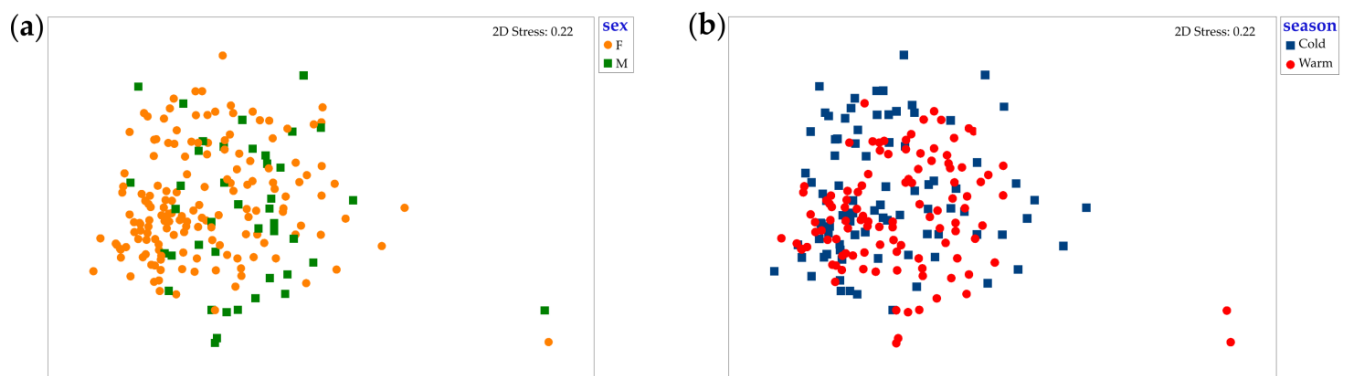 (a)
2D Stress: 0.22
sex
F
M
(b)
2D Stress: 0.22
season
Cold
Warm